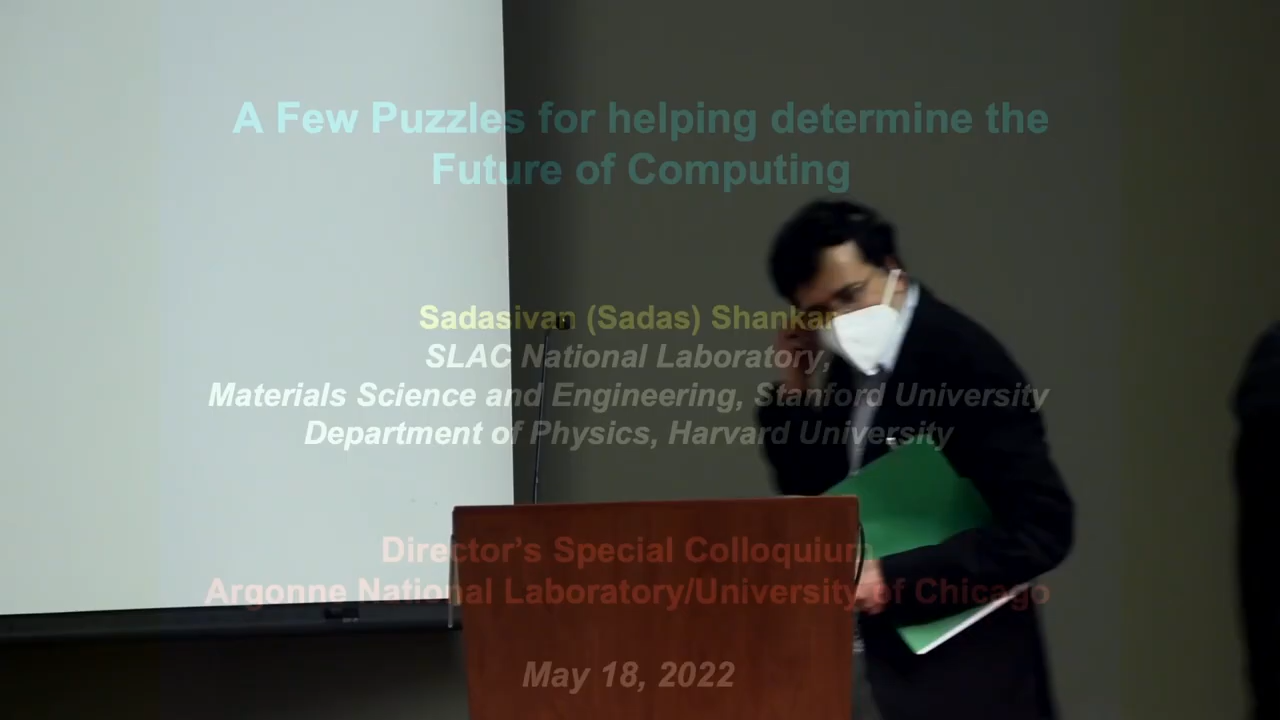 A Few Puzzles for helping determine the
Future of Computing
Sadasivan (Sadas) Shankar
SLAC National Laboratory,
Materials Science and Engineering, Stanford University
Department of Physics, Harvard University
Director's Special Colloquium
Argonne National Laboratory/University of Chicago
May 18, 2022